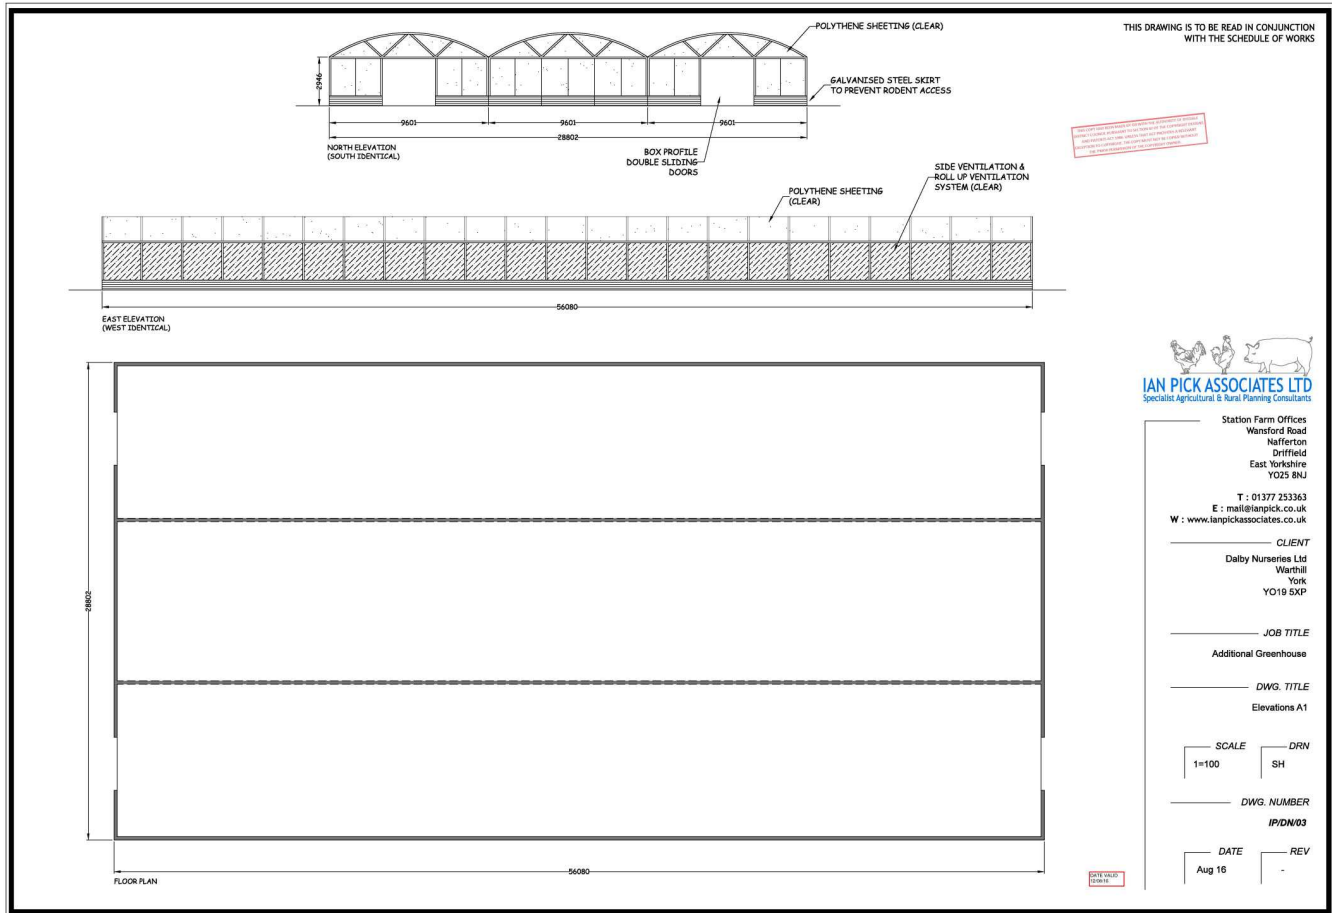 THIS DRAWING IS TO BE READ IN CONJUNCTION
WITH THE SCHEDULE OF WORKS
POLYTHENE SHEETING (CLEAR)
GALVANISED STEEL SKIRT
TO PREVENT RODENT ACCESS
2946
9601
9601
9601
28802
NORTH ELEVATION
(SOUTH IDENTICAL)
BOX PROFILE
DOUBLE SLIDING
DOORS
SIDE VENTILATION &
ROLL UP VENTILATION
SYSTEM (CLEAR)
POLYTHENE SHEETING
(CLEAR)
56080
EAST ELEVATION
(WEST IDENTICAL)
28802
56080
FLOOR PLAN
IAN PICK ASSOCIATES LTD
Specialist Agricultural & Rural Planning Consultants
Station Farm Offices
Wansford Road
Nafferton
Driffield
East Yorkshire
YO25 8NJ
T : 01377 253363
E : mail@ianpick.co.uk
W : www.ianpickassociates.co.uk
CLIENT
Dalby Nurseries Ltd
Warthill
York
YO19 5XP
JOB TITLE
Additional Greenhouse
DWG. TITLE
Elevations A1
SCALE
1=100
DRN
SH
DWG. NUMBER
IP/DN/03
DATE
Aug 16
REV
-
DATE VALID